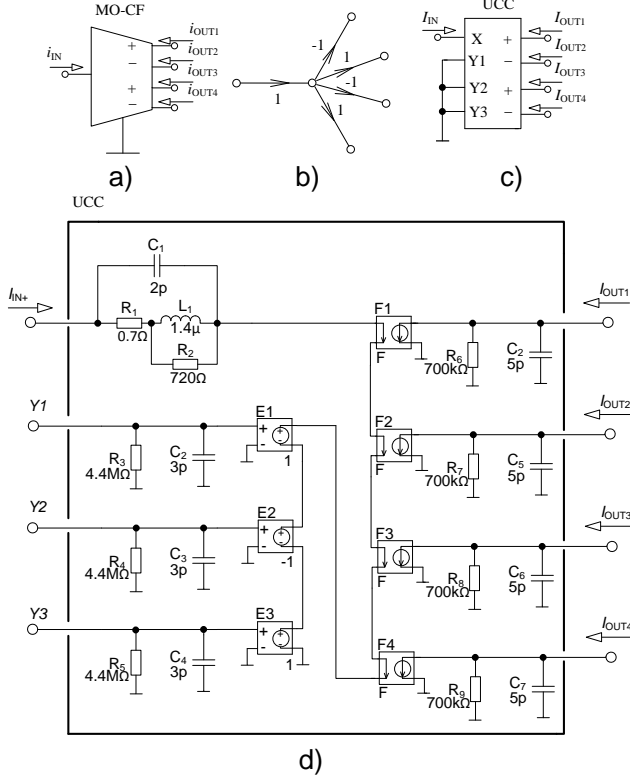 MO-CF
iIN
iOUT1
iOUT2
iOUT3
iOUT4
+
−
+
−
a)
1
-1
1
-1
1
b)
UCC
IIN
X
Y1
Y2
Y3
+
−
+
−
IOUT1
IOUT2
IOUT3
IOUT4
c)
UCC
IIN+
C1
2p
R1
0.7Ω
L1
1.4µ
R2
720Ω
F1
F
R6
700kΩ
C2
5p
IOUT1
Y1
R3
4.4MΩ
C2
3p
E1
+
-
1
F2
F
R7
700kΩ
C5
5p
IOUT2
Y2
R4
4.4MΩ
C3
3p
E2
+
-
-1
F3
F
R8
700kΩ
C6
5p
IOUT3
Y3
R5
4.4MΩ
C4
3p
E3
+
-
1
F4
F
R9
700kΩ
C7
5p
IOUT4
d)